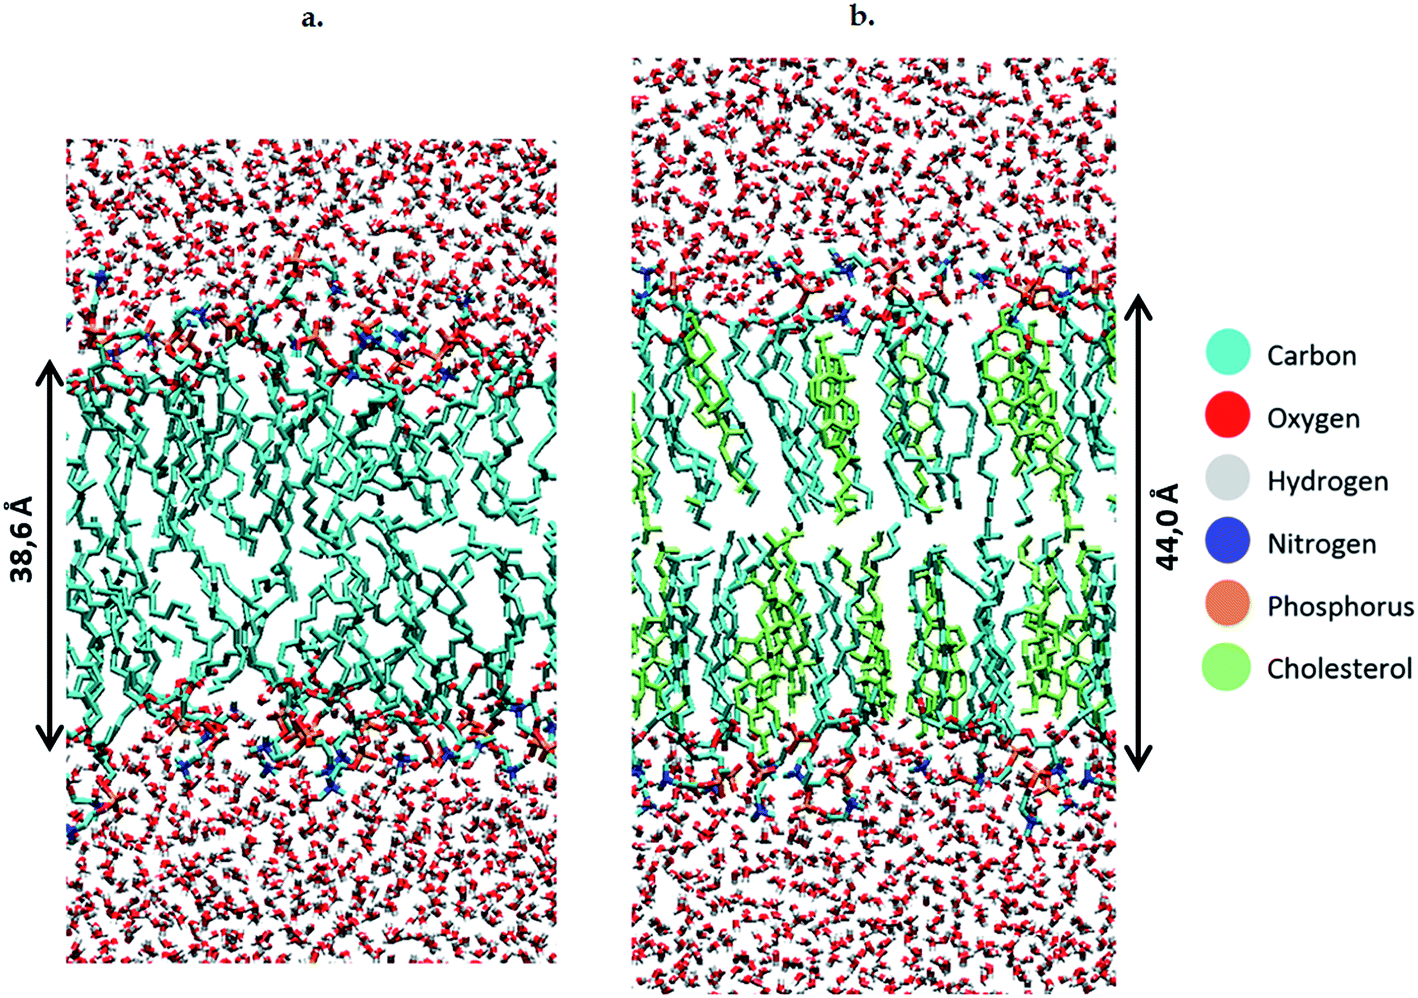 a.
b.
38,6 Å
44,0 Å
Carbon
Oxygen
Hydrogen
Nitrogen
Phosphorus
Cholesterol